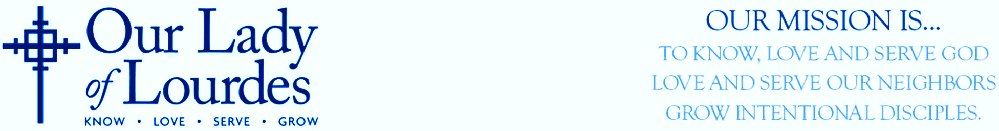 Our Lady
of Lourdes
KNOW • LOVE • SERVE • GROW
OUR MISSION IS...
TO KNOW, LOVE AND SERVE GOD
LOVE AND SERVE OUR NEIGHBORS
GROW INTENTIONAL DISCIPLES.